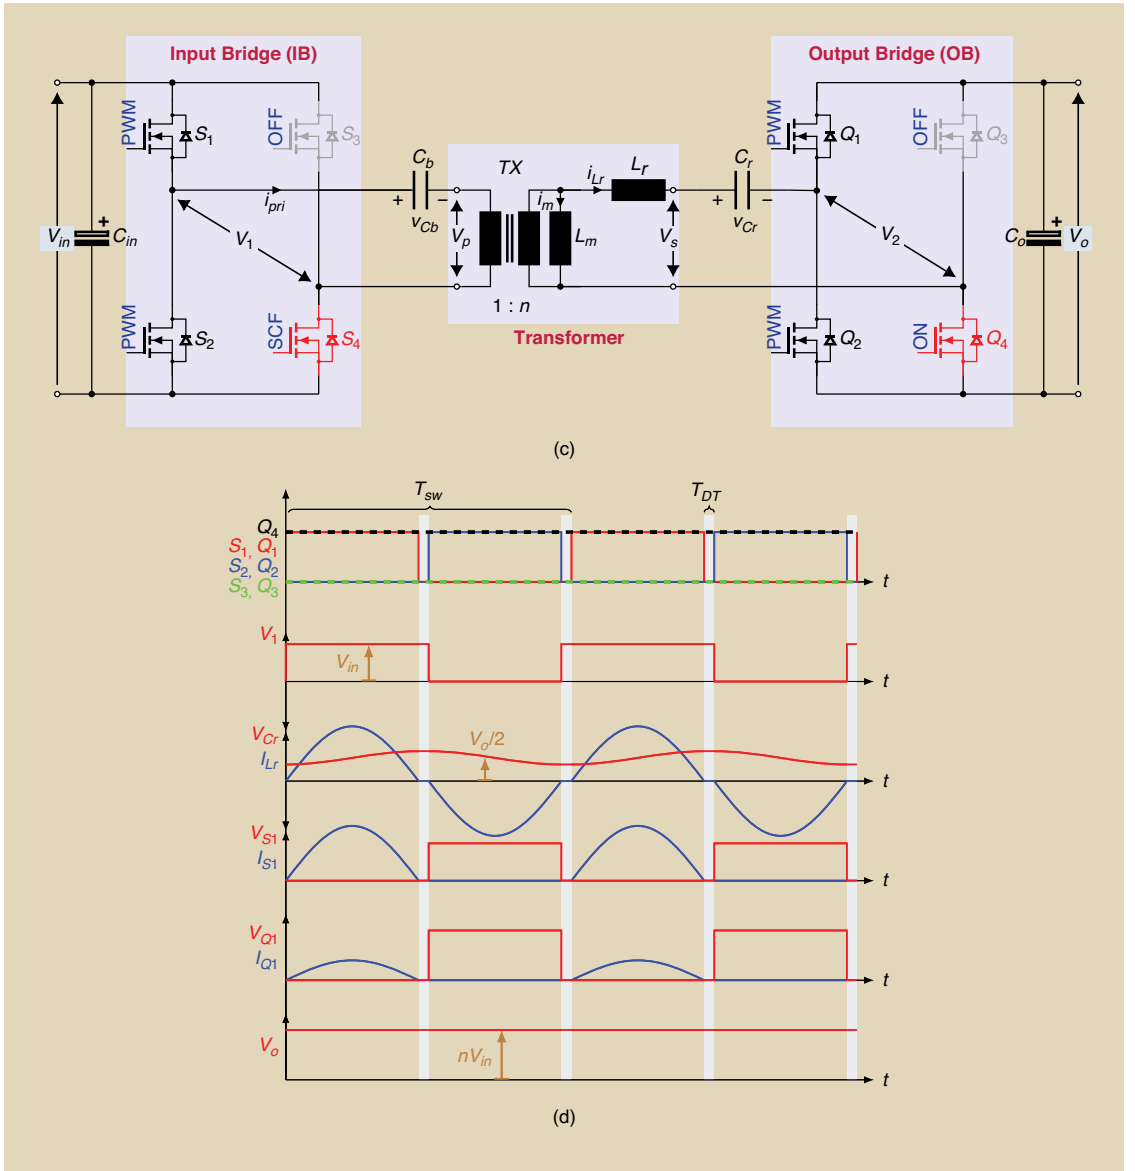 Input Bridge (IB)
Output Bridge (OB)
PWM
S1
OFF
S3
PWM
Q1
OFF
Q3
Cb
TX
iLr
Lr
Cr
ipri
im
+ −
vCb
+ −
vCr
Vin
+
Cin
V1
Vp
Lm
Vs
V2
Co
+
Vo
1 : n
PWM
S2
SCF
S4
PWM
Q2
ON
Q4
Transformer
(c)
Tsw
TDT
Q4
S1, Q1
S2, Q2
S3, Q3
t
V1
Vin
t
VCr
ILr
Vo/2
t
VS1
IS1
t
VQ1
IQ1
t
Vo
nVin
t
(d)